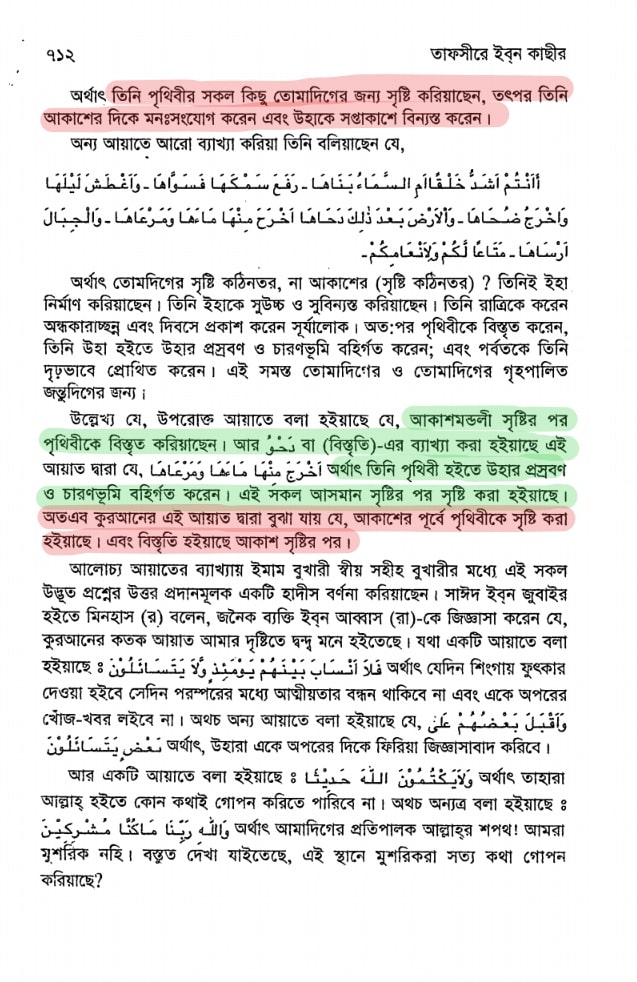 ৭১২ তাফসীরে ইব্‌ন কাছীর
অর্থাৎ তিনি পৃথিবীর সকল কিছু তোমাদিগের জন্য সৃষ্টি করিয়াছেন, তৎপর তিনি
আকাশের দিকে মনঃসংযোগ করেন এবং উহাকে সপ্তাকাশে বিন্যস্ত করেন।
অন্য আয়াতে আরো ব্যাখ্যা করিয়া তিনি বলিয়াছেন যে,
أَانْتُمْ اَشَدُّ خَلْقًا اَمِ السَّمَاءُ بَنَاهَا ـ رَفَعَ سَمْكَهَا فَسَوَّاهَا ـ وَاَغْطَشَ لَيْلَهَا
وَاَخْرَجَ ضُحَاهَا ـ وَالْاَرْضَ بَعْدَ ذٰلِكَ دَحَاهَا اَخْرَجَ مِنْهَا مَاءَهَا وَمَرْعَاهَا ـ وَالْجِبَالَ
اَرْسَاهَا ـ مَتَاعًا لَّكُمْ وَلِاَنْعَامِكُمْ ـ
অর্থাৎ তোমদিগের সৃষ্টি কঠিনতর, না আকাশের (সৃষ্টি কঠিনতর) ? তিনিই ইহা
নির্মাণ করিয়াছেন। তিনি ইহাকে সুউচ্চ ও সুবিন্যস্ত করিয়াছেন। তিনি রাত্রিকে করেন
অন্ধকারাচ্ছন্ন এবং দিবসে প্রকাশ করেন সূর্যালোক। অত:পর পৃথিবীকে বিস্তৃত করেন,
তিনি উহা হইতে উহার প্রস্রবণ ও চারণভূমি বহির্গত করেন; এবং পর্বতকে তিনি
দৃঢ়ভাবে প্রোথিত করেন। এই সমস্ত তোমাদিগের ও তোমাদিগের গৃহপালিত
জন্তুদিগের জন্য।
উল্লেখ্য যে, উপরোক্ত আয়াতে বলা হইয়াছে যে, আকাশমন্ডলী সৃষ্টির পর
পৃথিবীকে বিস্তৃত করিয়াছেন। আর دَحْوُ বা (বিস্তৃতি)-এর ব্যাখ্যা করা হইয়াছে এই
আয়াত দ্বারা যে, اَخْرَجَ مِنْهَا مَاءَهَا وَمَرْعَاهَا অর্থাৎ তিনি পৃথিবী হইতে উহার প্রস্রবণ
ও চারণভূমি বহির্গত করেন। এই সকল আসমান সৃষ্টির পর সৃষ্টি করা হইয়াছে।
অতএব কুরআনের এই আয়াত দ্বারা বুঝা যায় যে, আকাশের পূর্বে পৃথিবীকে সৃষ্টি করা
হইয়াছে। এবং বিস্তৃতি হইয়াছে আকাশ সৃষ্টির পর।
আলোচ্য আয়াতের ব্যাখ্যায় ইমাম বুখারী স্বীয় সহীহ বুখারীর মধ্যে এই সকল
উদ্ভূত প্রশ্নের উত্তর প্রদানমূলক একটি হাদীস বর্ণনা করিয়াছেন। সাঈদ ইব্‌ন জুবাইর
হইতে মিনহাস (র) বলেন, জনৈক ব্যক্তি ইব্‌ন আব্বাস (রা)-কে জিজ্ঞাসা করেন যে,
কুরআনের কতক আয়াত আমার দৃষ্টিতে দ্বন্দ্ব মনে হইতেছে। যথা একটি আয়াতে বলা
হইয়াছে ঃ فَلَا اَنْسَابَ بَيْنَهُمْ يَوْمَئِذٍ وَّلَا يَتَسَائَلُوْنَ অর্থাৎ যেদিন শিংগায় ফুৎকার
দেওয়া হইবে সেদিন পরস্পরের মধ্যে আত্মীয়তার বন্ধন থাকিবে না এবং একে অপরের
খোঁজ-খবর লইবে না। অথচ অন্য আয়াতে বলা হইয়াছে যে, وَاَقْبَلَ بَعْضُهُمْ عَلٰى
بَعْضٍ يَتَسَائَلُوْنَ অর্থাৎ, উহারা একে অপরের দিকে ফিরিয়া জিজ্ঞাসাবাদ করিবে।
আর একটি আয়াতে বলা হইয়াছে ঃ وَلَايَكْتُمُوْنَ اللّٰهَ حَدِيْثًا অর্থাৎ তাহারা
আল্লাহ্ হইতে কোন কথাই গোপন করিতে পারিবে না। অথচ অন্যত্র বলা হইয়াছে ঃ
وَاللّٰهِ رَبِّنَا مَاكُنَّا مُشْرِكِيْنَ অর্থাৎ আমাদিগের প্রতিপালক আল্লাহ্‌র শপথ! আমরা
মুশরিক নহি। বস্তুত দেখা যাইতেছে, এই স্থানে মুশরিকরা সত্য কথা গোপন
করিয়াছে?